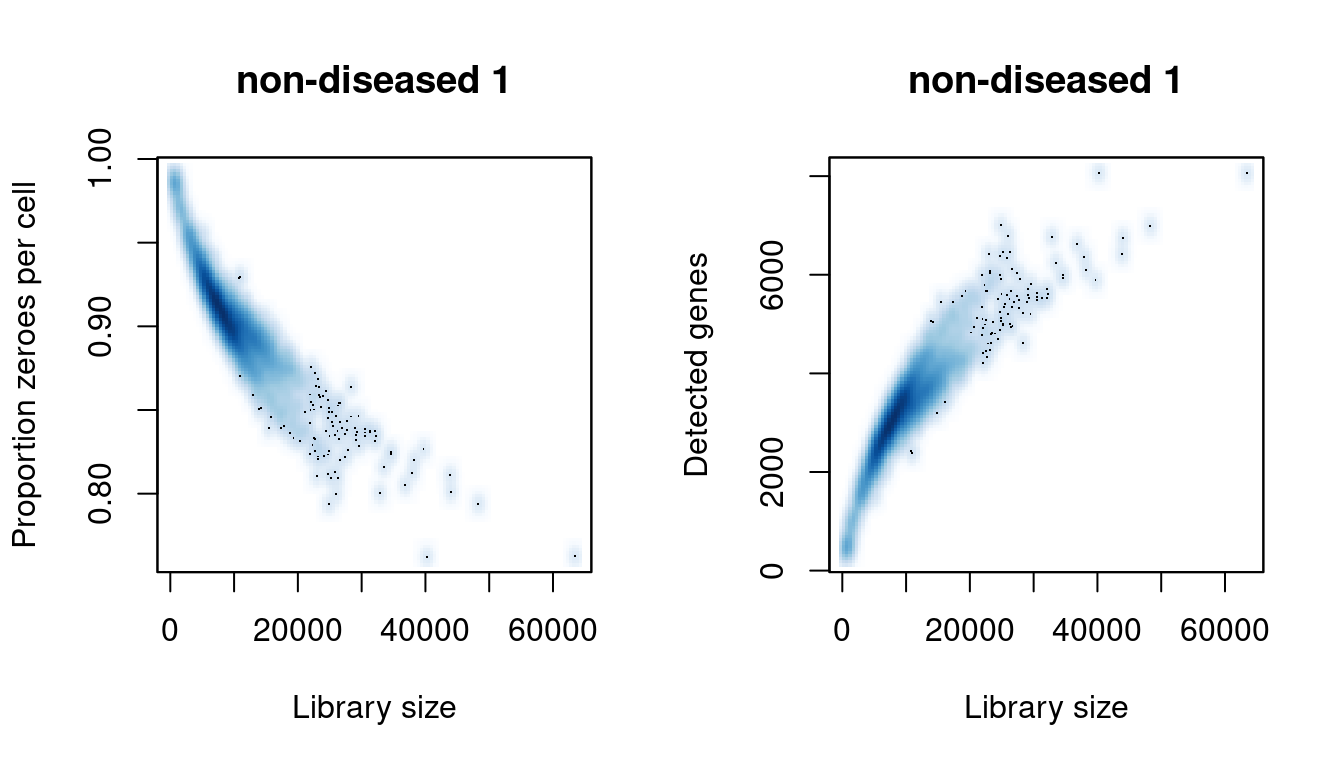 non-diseased 1
Proportion zeroes per cell
1.00
0.90
0.80
0 20000 40000 60000
Library size
non-diseased 1
Detected genes
6000
2000
0
0 20000 40000 60000
Library size